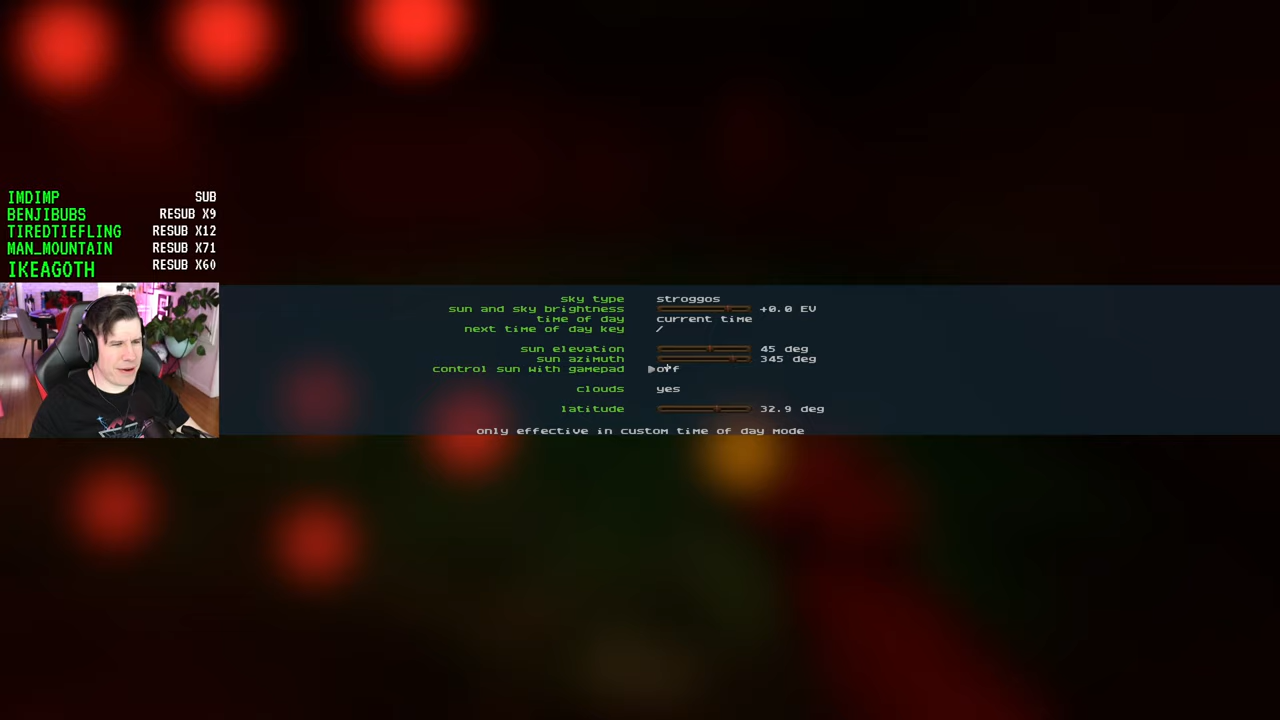 IMDIMP SUB
BENJIBUBS RESUB X9
TIREDTIEFLING RESUB X12
MAN_MOUNTAIN RESUB X71
IKEAGOTH RESUB X60
sky type stroggos
sun and sky brightness +0.0 EV
time of day current time
next time of day key /
sun elevation 45 deg
sun azimuth 345 deg
control sun with gamepad off
clouds yes
latitude 32.9 deg
only effective in custom time of day mode